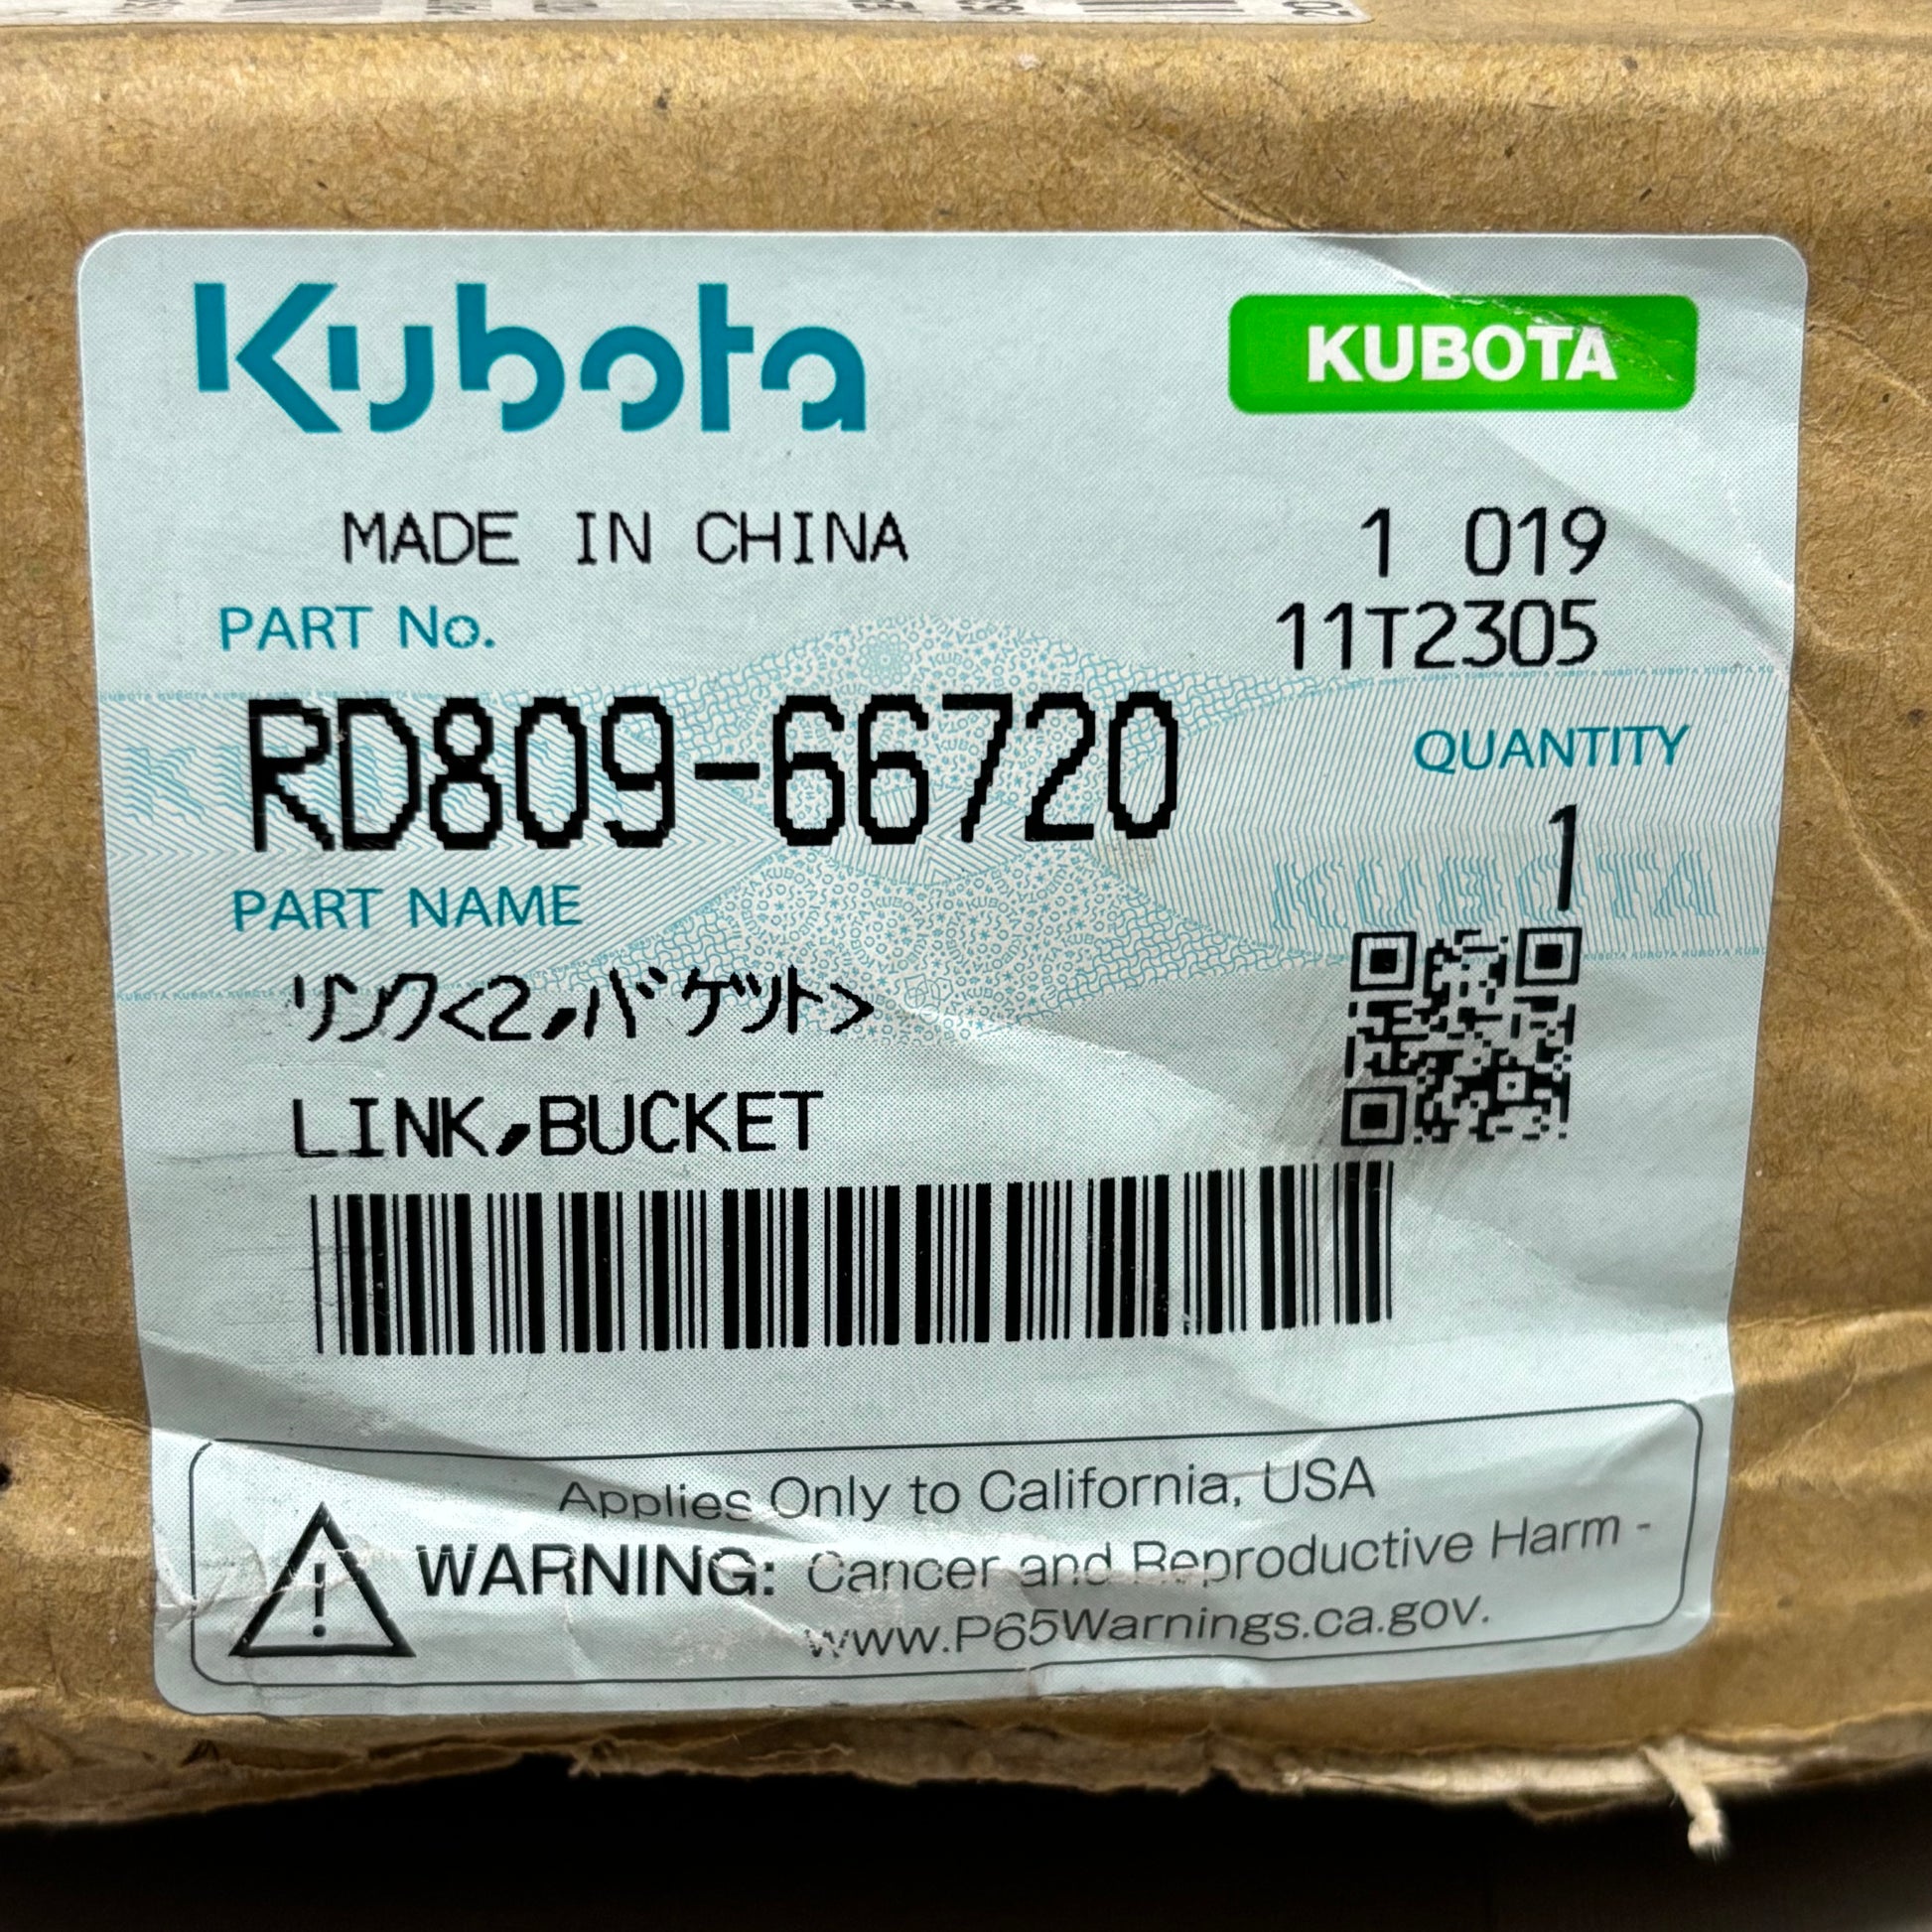 Kubota
KUBOTA
MADE IN CHINA
1 019
PART No.
11T2305
RD809-66720
QUANTITY
1
PART NAME
リンク<2,バケット>
LINK,BUCKET
Applies Only to California, USA
WARNING: Cancer and Reproductive Harm -
www.P65Warnings.ca.gov.